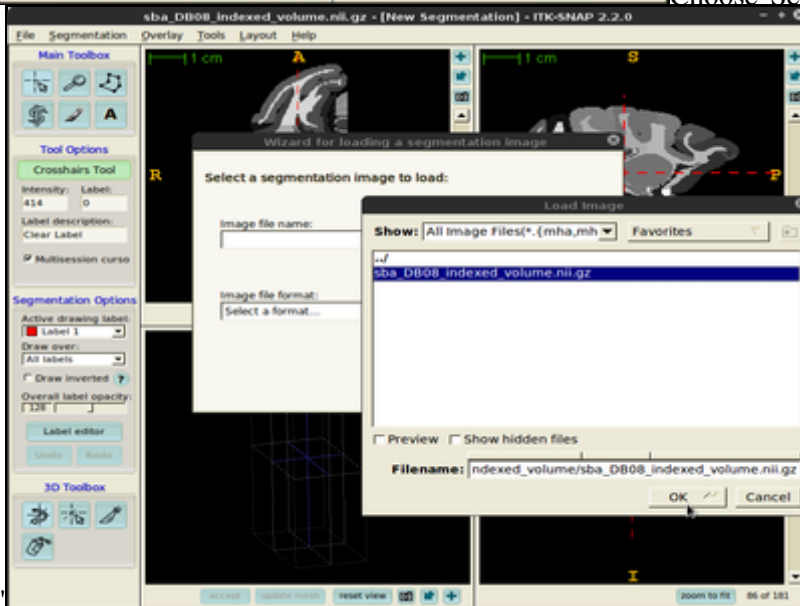 sba_DB08_indexed_volume.nii.gz - [New Segmentation] - ITK-SNAP 2.2.0
File Segmentation Overlay Tools Layout Help
Main Toolbox
A
Tool Options
Crosshairs Tool
Intensity: Label:
414 0
Label description:
Clear Label
Multisession curso
Segmentation Options
Active drawing label:
Label 1
Draw over:
All labels
Draw inverted ?
Overall label opacity:
128
Label editor
Undo Redo
3D Toolbox
1 cm
A
R
1 cm
S
P
Wizard for loading a segmentation image
Select a segmentation image to load:
Image file name:
Image file format:
Select a format...
Load Image
Show: All Image Files(*.{mha,mh Favorites
../
sba_DB08_indexed_volume.nii.gz
Preview Show hidden files
Filename: ndexed_volume/sba_DB08_indexed_volume.nii.gz
OK Cancel
accept update mesh reset view
I
zoom to fit 86 of 181